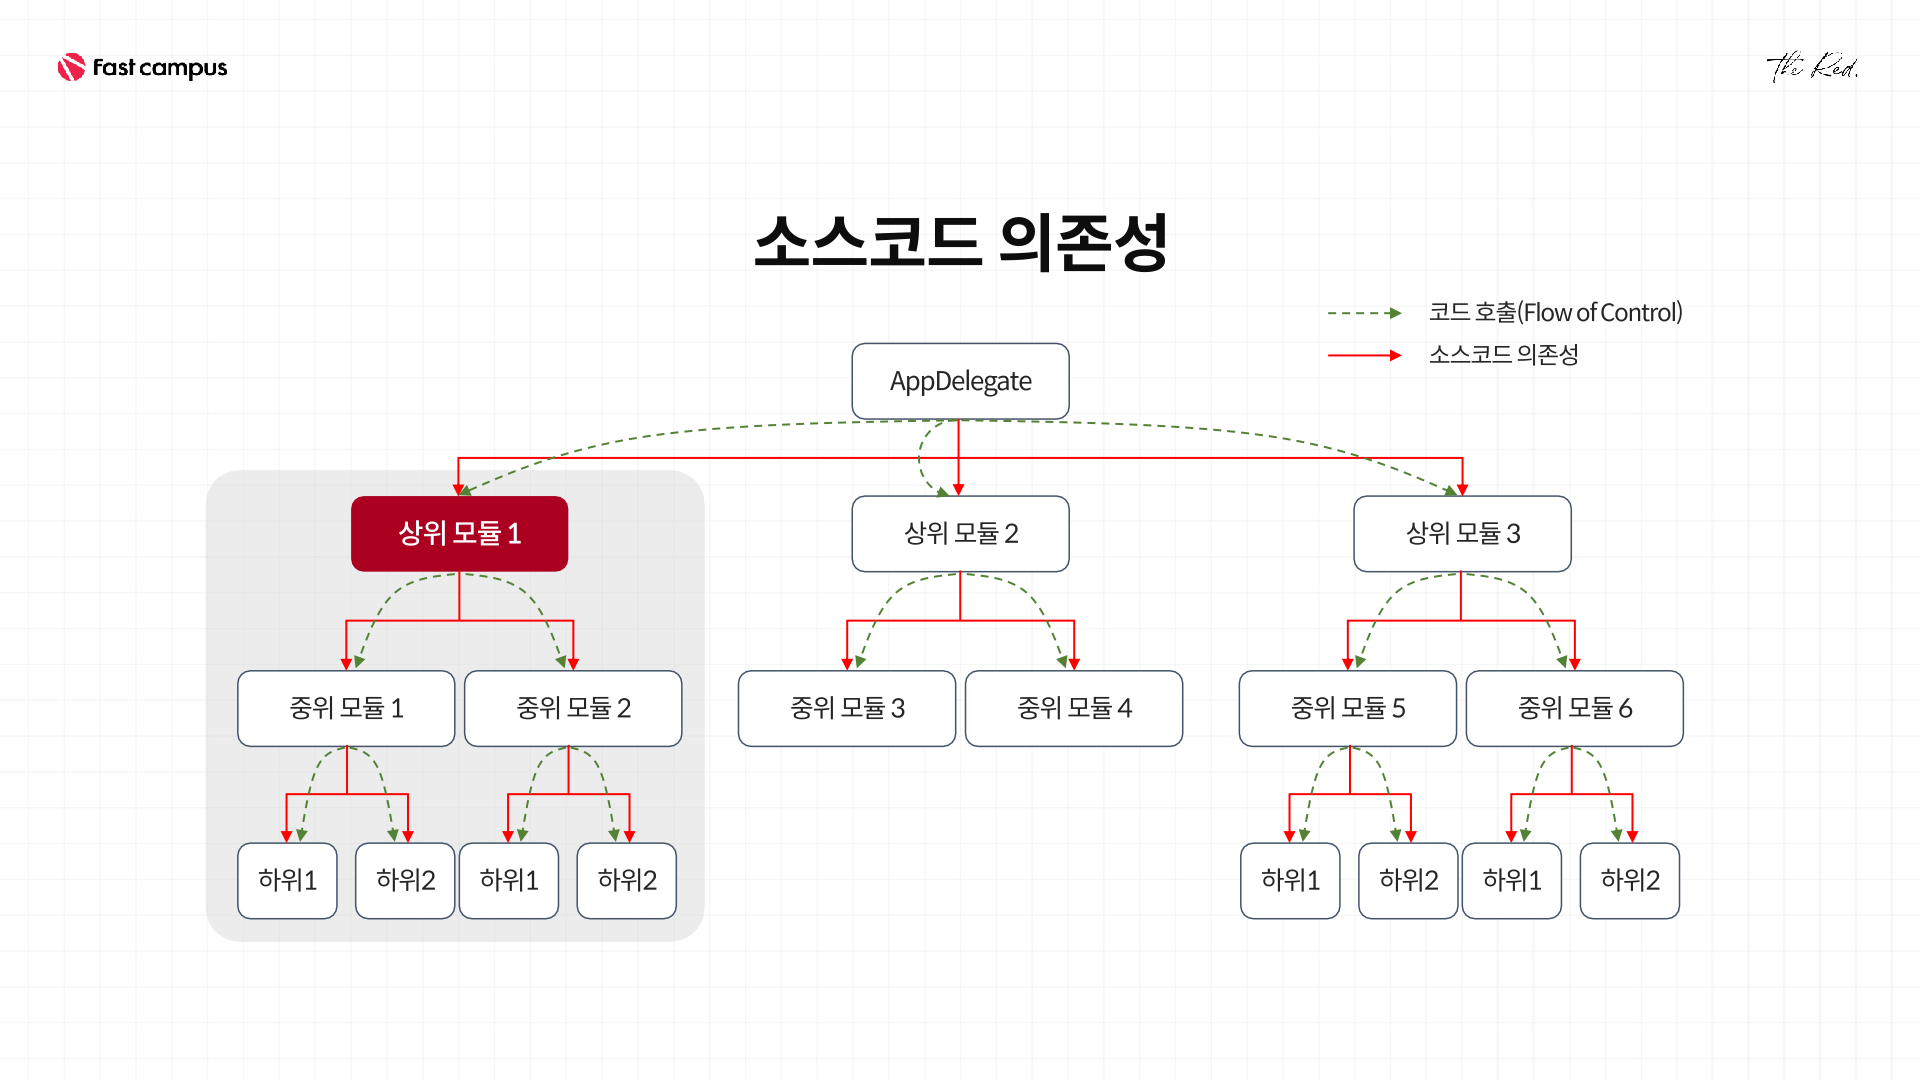 Fast campus
The Red.
소스코드 의존성
코드 호출(Flow of Control)
소스코드 의존성
AppDelegate
상위 모듈 1
상위 모듈 2
상위 모듈 3
중위 모듈 1
중위 모듈 2
중위 모듈 3
중위 모듈 4
중위 모듈 5
중위 모듈 6
하위1
하위2
하위1
하위2
하위1
하위2
하위1
하위2